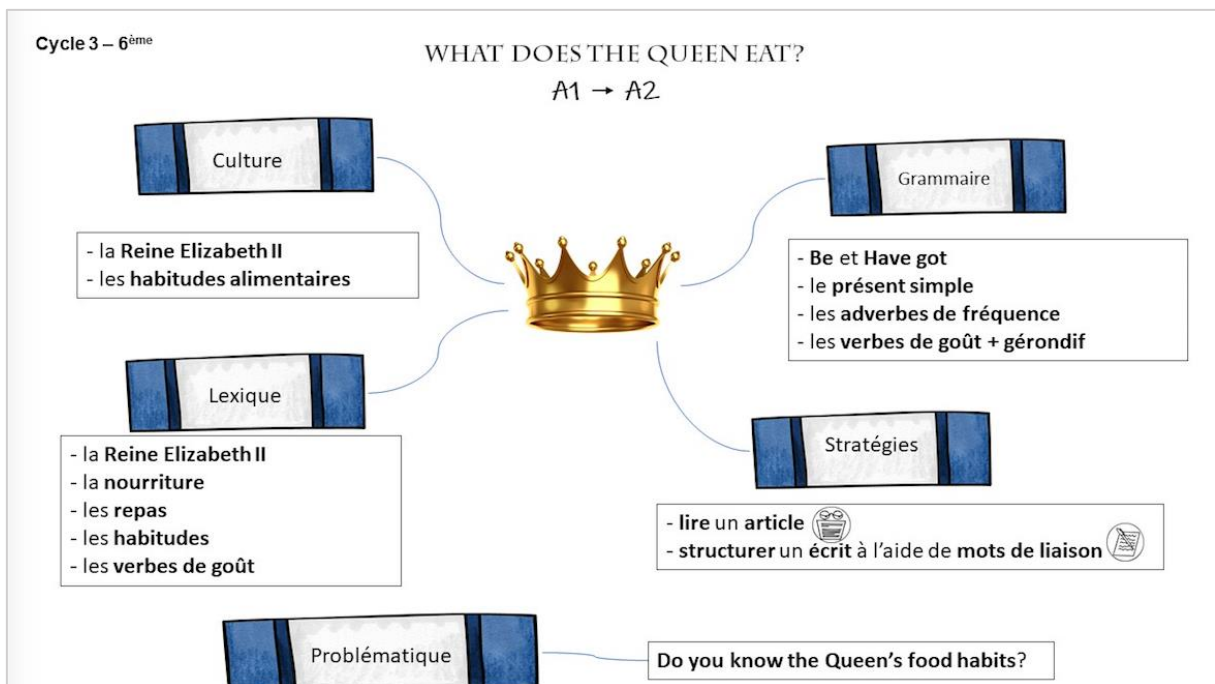 Cycle 3 – 6ème
WHAT DOES THE QUEEN EAT?
A1 → A2
Culture
- la Reine Elizabeth II
- les habitudes alimentaires
Lexique
- la Reine Elizabeth II
- la nourriture
- les repas
- les habitudes
- les verbes de goût
Grammaire
- Be et Have got
- le présent simple
- les adverbes de fréquence
- les verbes de goût + gérondif
Stratégies
- lire un article
- structurer un écrit à l’aide de mots de liaison
Problématique
Do you know the Queen’s food habits?